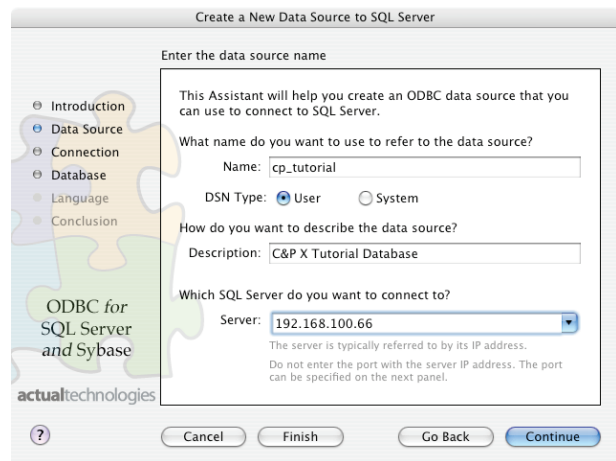 Create a New Data Source to SQL Server
Enter the data source name
Introduction
Data Source
Connection
Database
Language
Conclusion
ODBC for
SQL Server
and Sybase
actualtechnologies
This Assistant will help you create an ODBC data source that you
can use to connect to SQL Server.
What name do you want to use to refer to the data source?
Name: cp_tutorial
DSN Type: User System
How do you want to describe the data source?
Description: C&P X Tutorial Database
Which SQL Server do you want to connect to?
Server: 192.168.100.66
The server is typically referred to by its IP address.
Do not enter the port with the server IP address. The port
can be specified on the next panel.
? Cancel Finish Go Back Continue